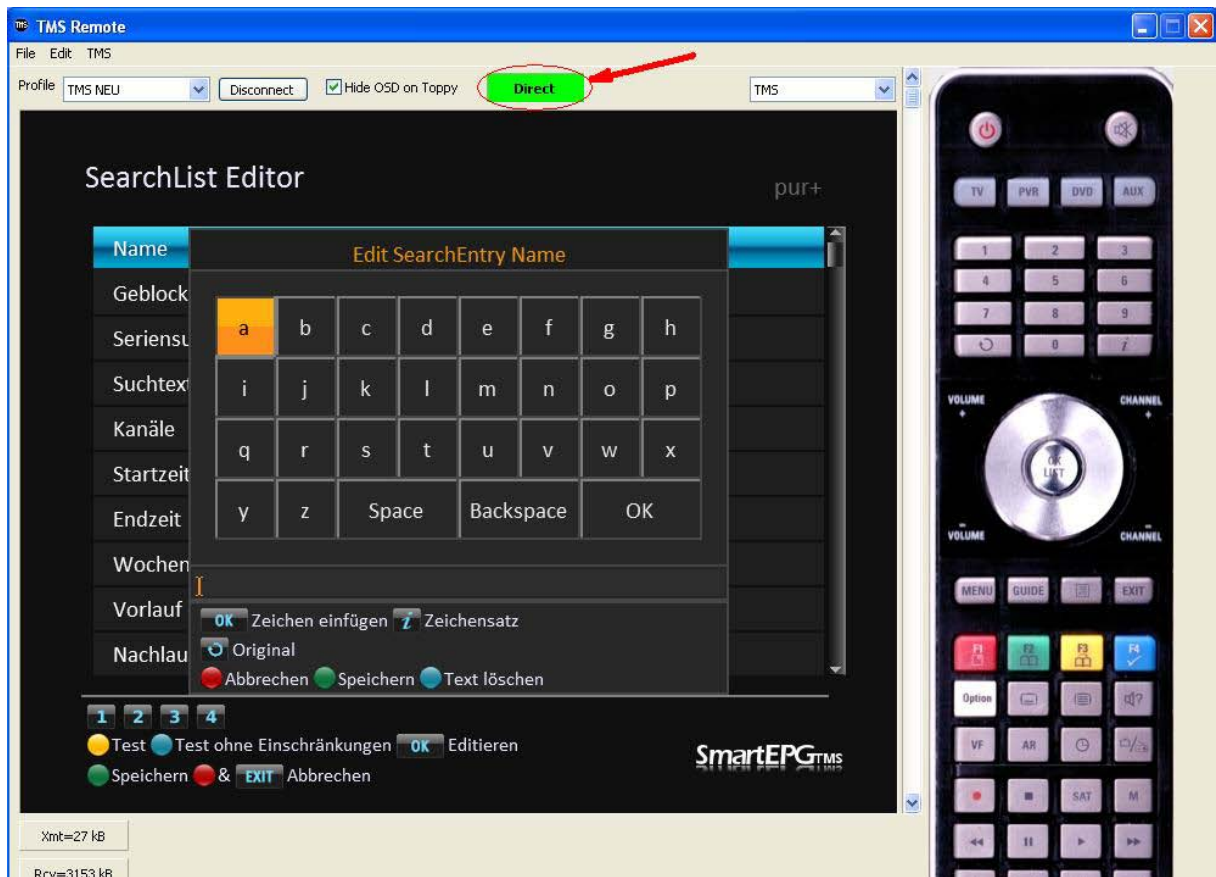 TMS Remote
File Edit TMS
Profile TMS NEU Disconnect Hide OSD on Toppy Direct TMS
SearchList Editor
pur+
Name
Edit SearchEntry Name
Geblock
Seriensu
Suchtext
Kanäle
Startzeit
Endzeit
Wochen
Vorlauf
Nachlau
a b c d e f g h
i j k l m n o p
q r s t u v w x
y z Space Backspace OK
OK Zeichen einfügen i Zeichensatz
Original
Abbrechen Speichern Text löschen
1 2 3 4
Test Test ohne Einschränkungen OK Editieren
Speichern & EXIT Abbrechen
SmartEPGTMS
Xmt=27 kB
Rcv=3153 kB
TV PVR DVD AUX
1 2 3
4 5 6
7 8 9
0 i
VOLUME + CHANNEL +
OK LIST
VOLUME - CHANNEL -
MENU GUIDE EXIT
F1 F2 F3 F4
Option
VF AR
SAT M